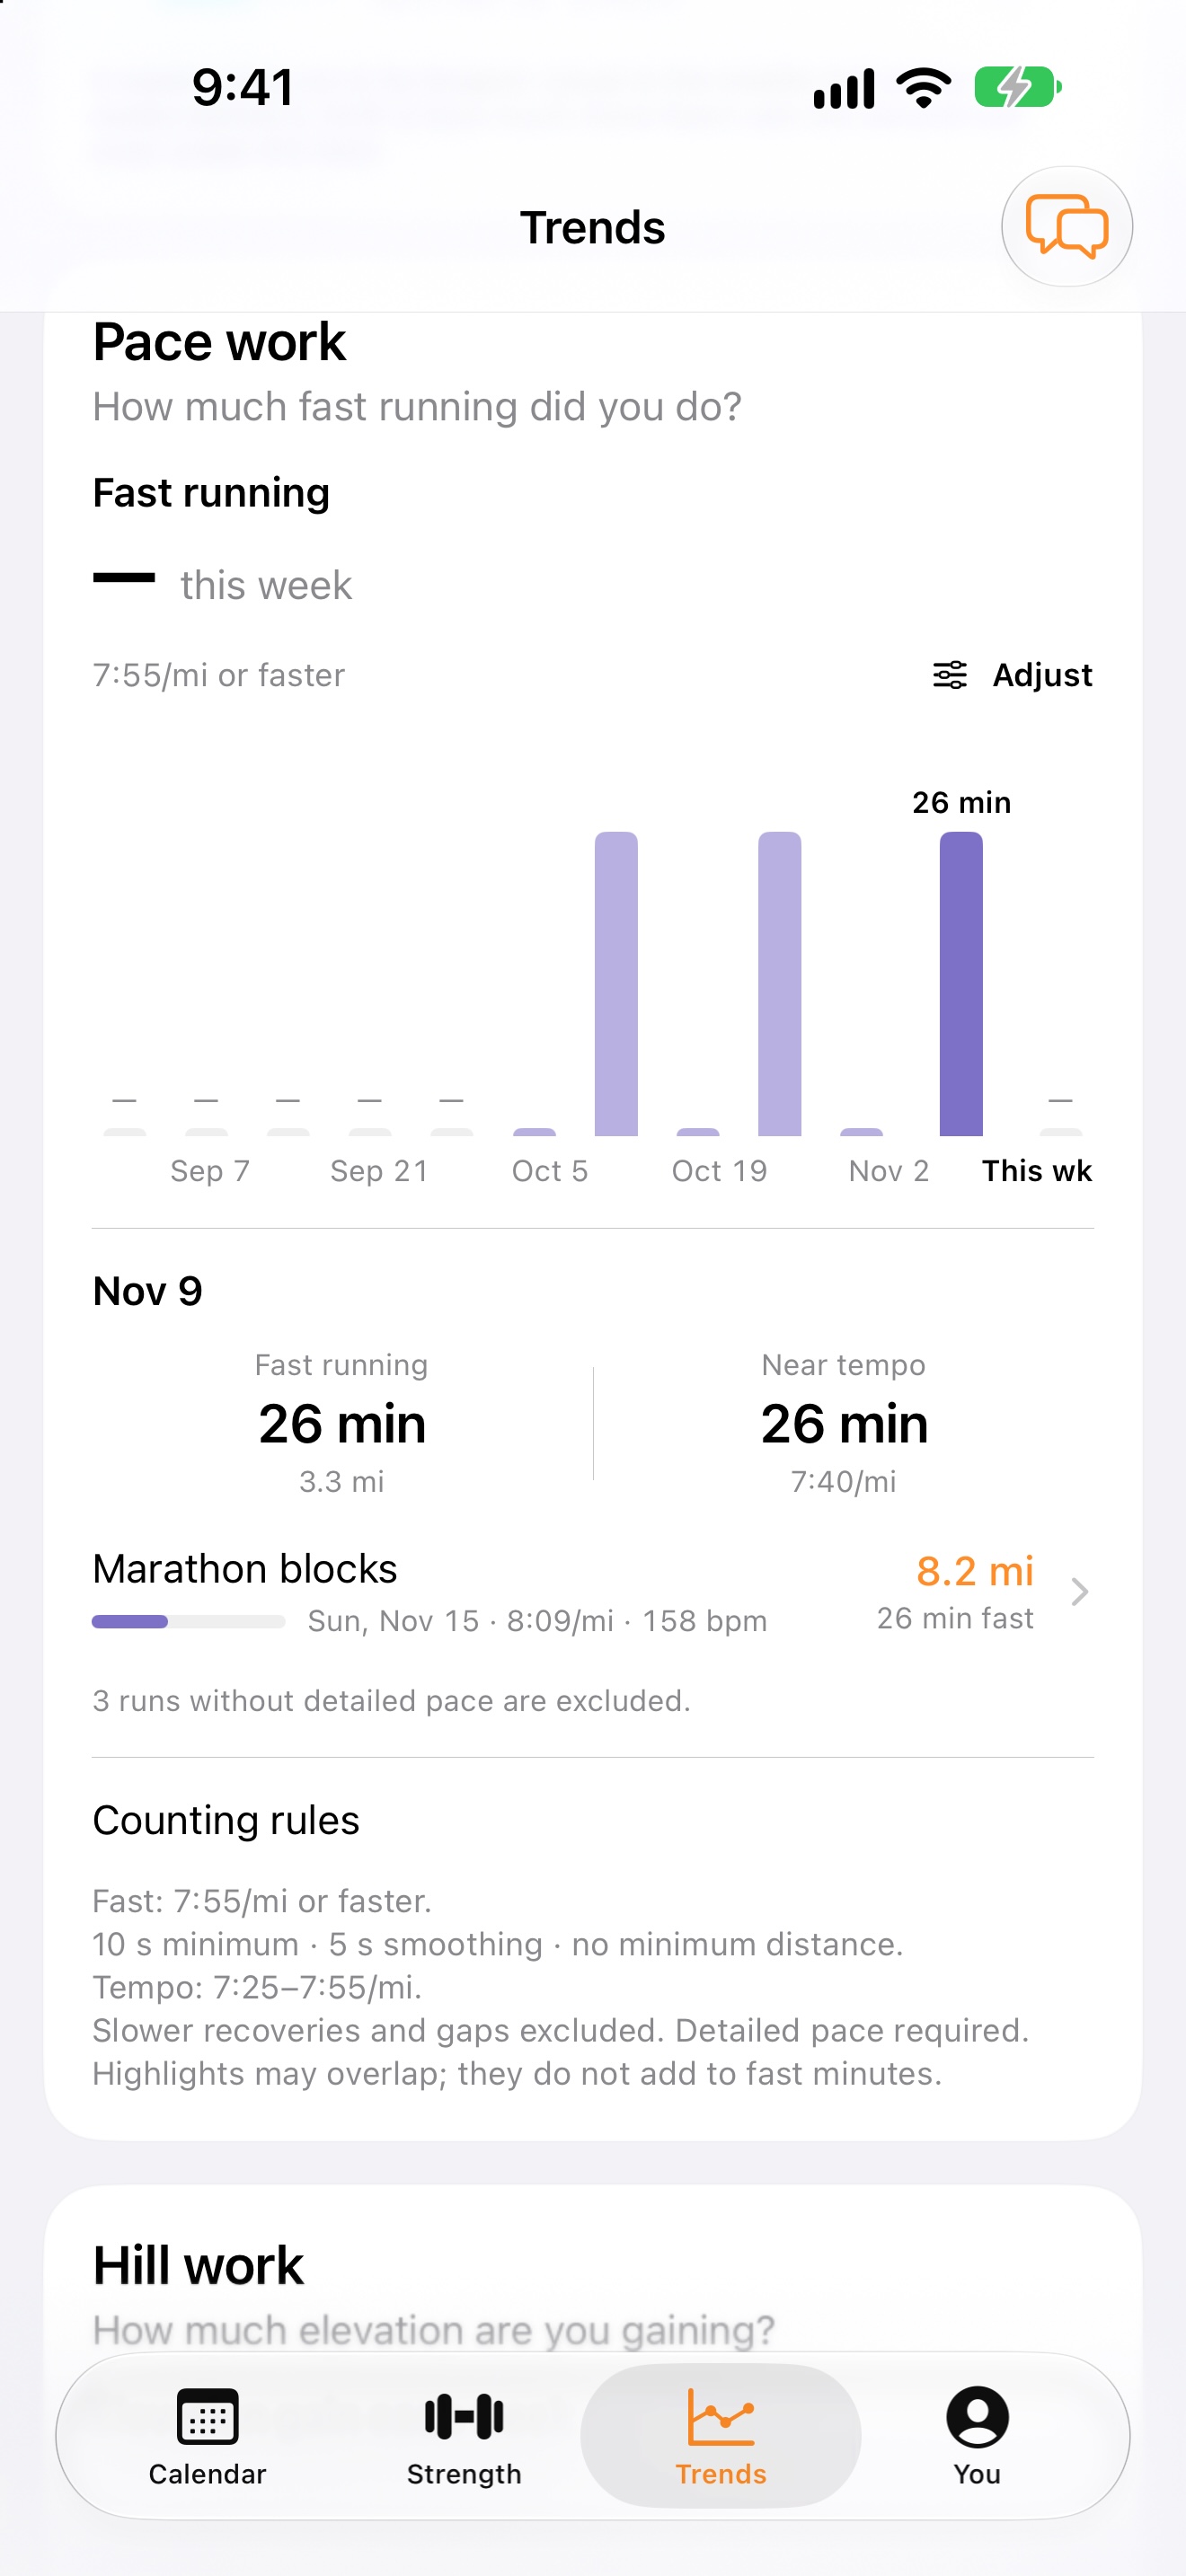 9:41
Trends
Pace work
How much fast running did you do?
Fast running
— this week
7:55/mi or faster
Adjust
26 min
— — — — — —
Sep 7 Sep 21 Oct 5 Oct 19 Nov 2 This wk
Nov 9
Fast running Near tempo
26 min 26 min
3.3 mi 7:40/mi
Marathon blocks 8.2 mi
Sun, Nov 15 · 8:09/mi · 158 bpm 26 min fast
3 runs without detailed pace are excluded.
Counting rules
Fast: 7:55/mi or faster.
10 s minimum · 5 s smoothing · no minimum distance.
Tempo: 7:25–7:55/mi.
Slower recoveries and gaps excluded. Detailed pace required.
Highlights may overlap; they do not add to fast minutes.
Hill work
How much elevation are you gaining?
Calendar Strength Trends You